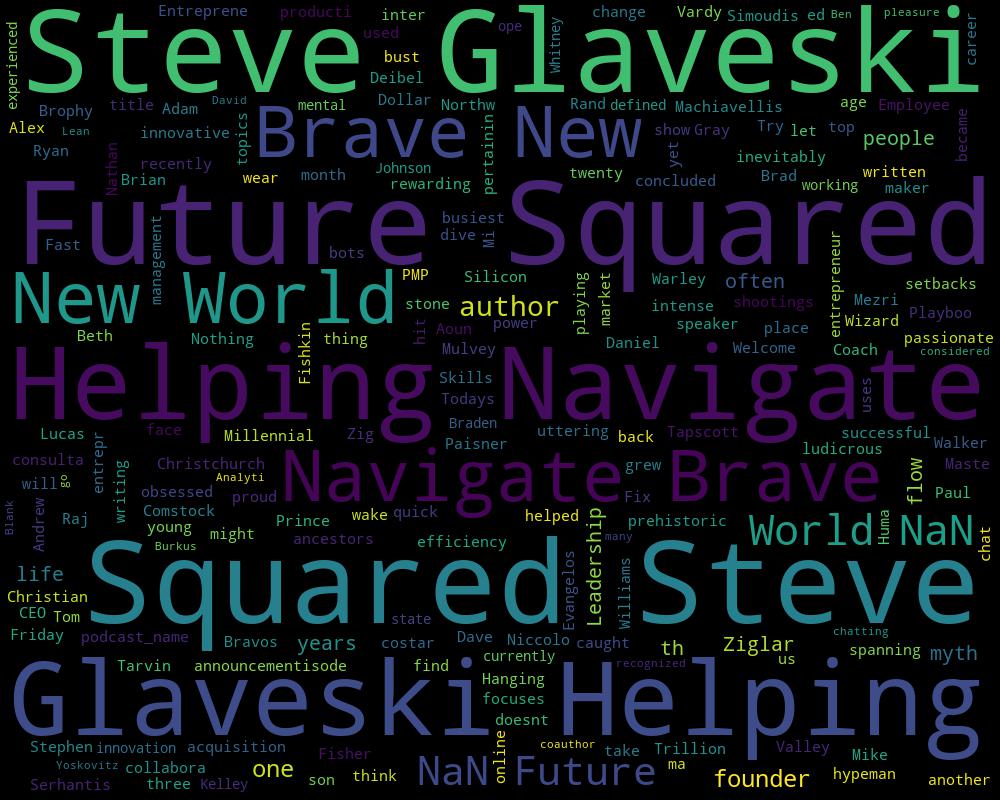 experienced
Entreprene
producti
inter
ope
Whitney
change
Vardy
Simoudis
ed
Ben
pleasure
career
Steve Glaveski
used
bust
Deibel
Brophy
title
Adam
David
mental
Dollar
Northw
Rand
defined
Machiavellis
age
Employee
Alex
Lean
innovative
topics
Brave New
show
Gray
Try
let
top
people
became
Ryan
Nathan
recently
Brian
wear
month
Johnson
rewarding
pertainin
twenty
yet
concluded
inevitably
Brad
working
written
maker
Future Squared
Fast
management
bots
busiest
dive
Mi
entrepreneur
New World
PMP
Silicon
stone
author
playing
market
Warley
often
intense
shootings
Mezri
setbacks
Playboo
Wizard
Beth
Nothing
Fishkin
thing
hit
Aoun
power
speaker
place
Daniel
Welcome
Coach
passionate
considered
Mulvey
Helping Navigate
Skills
Todays
uses
Lucas
face
Millennial
Zig
Braden
Paisner
uttering
back
Tapscott
successful
Walker
ludicrous
consulta
entrepr
Christchurch
Analyti
Navigate Brave
grew
flow
Maste
will
go
writing
obsessed
proud
Fix
Paul
Blank
Andrew
Raj
Comstock
young
might
Prince
wake
quick
helped
Leadership
prehistoric
World NaN
Huma
chat
Burkus
ancestors
efficiency
many
Squared Steve
life
Christian
CEO
Tom
Evangelos
Williams
Friday
podcast_name
Bravos
years
state
costar
Dave
Niccolo
caught
th
Ziglar
us
chatting
spanning
myth
Tarvin
announcementisode
find
currently
recognized
Glaveski Helping
Hanging
focuses
doesnt
Stephen
innovation
acquisition
Fisher
online
coauthor
take
Trillion
Valley
Mike
Yoskovitz
collabora
one
NaN Future
ma
hypeman
Serhantis
three
Kelley
son
think
founder
another